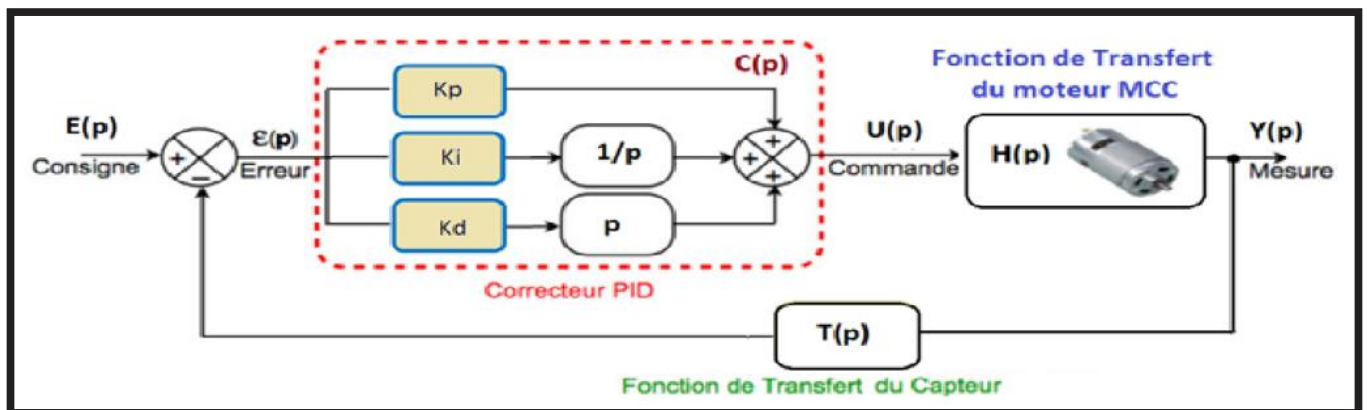 Fonction de Transfert
du moteur MCC
C(p)
Kp
E(p)
Consigne
+
−
ε(p)
Erreur
Ki
1/p
+
+
+
U(p)
Commande
H(p)
Y(p)
Mésure
Kd
p
Correcteur PID
T(p)
Fonction de Transfert du Capteur